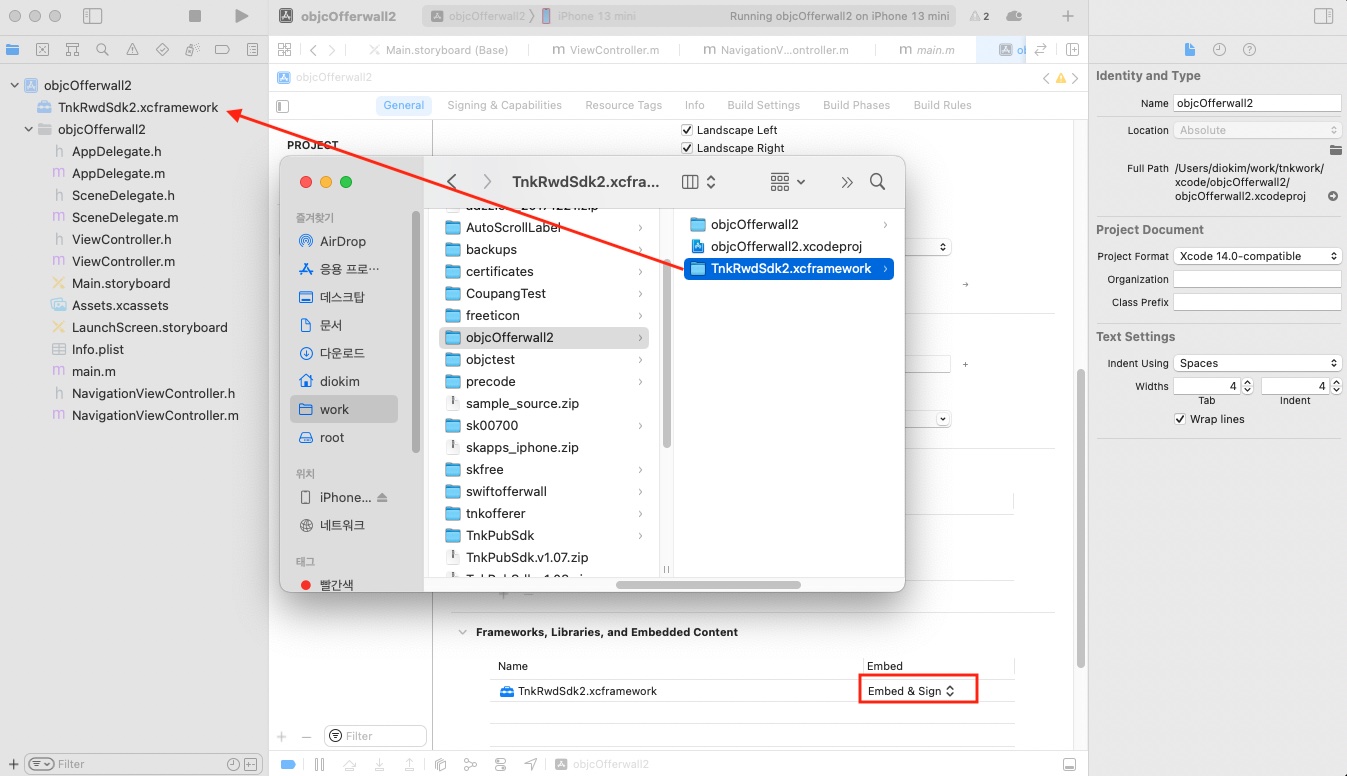 objcOfferwall2
objcOfferwall2
iPhone 13 mini
Running objcOfferwall2 on iPhone 13 mini
2
Main.storyboard (Base)
ViewController.m
NavigationV...ontroller.m
main.m
objcOfferwall2
General
Signing & Capabilities
Resource Tags
Info
Build Settings
Build Phases
Build Rules
objcOfferwall2
TnkRwdSdk2.xcframework
objcOfferwall2
h AppDelegate.h
m AppDelegate.m
h SceneDelegate.h
m SceneDelegate.m
h ViewController.h
m ViewController.m
Main.storyboard
Assets.xcassets
LaunchScreen.storyboard
Info.plist
m main.m
h NavigationViewController.h
m NavigationViewController.m
Filter
PROJECT
Landscape Left
Landscape Right
TnkRwdSdk2.xcfra...
즐겨찾기
AirDrop
응용 프로...
데스크탑
문서
다운로드
diokim
work
root
위치
iPhone...
네트워크
태그
빨간색
AutoScrollLabel
backups
certificates
CoupangTest
freeticon
objcOfferwall2
objctest
precode
sample_source.zip
sk00700
skapps_iphone.zip
skfree
swiftofferwall
tnkofferer
TnkPubSdk
TnkPubSdk.v1.07.zip
objcOfferwall2
objcOfferwall2.xcodeproj
TnkRwdSdk2.xcframework
Frameworks, Libraries, and Embedded Content
Name
Embed
TnkRwdSdk2.xcframework
Embed & Sign
Filter
objcOfferwall2
Identity and Type
Name objcOfferwall2
Location Absolute
Full Path /Users/diokim/work/tnkwork/
xcode/objcOfferwall2/
objcOfferwall2.xcodeproj
Project Document
Project Format Xcode 14.0-compatible
Organization
Class Prefix
Text Settings
Indent Using Spaces
Widths 4 4
Tab Indent
Wrap lines